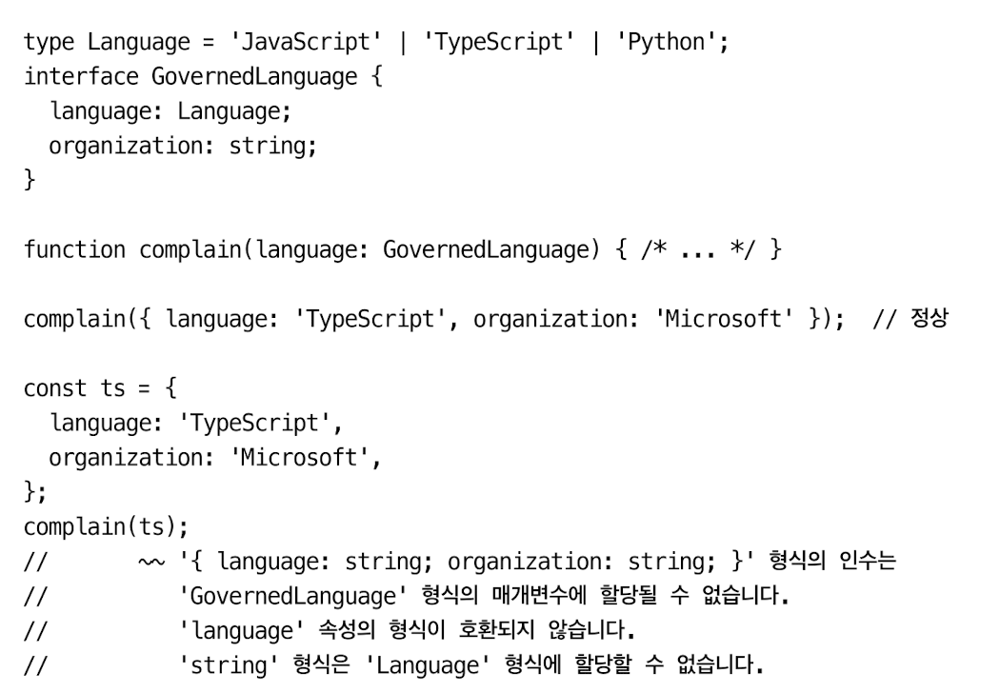 type Language = 'JavaScript' | 'TypeScript' | 'Python';
interface GovernedLanguage {
  language: Language;
  organization: string;
}

function complain(language: GovernedLanguage) { /* ... */ }

complain({ language: 'TypeScript', organization: 'Microsoft' });  // 정상

const ts = {
  language: 'TypeScript',
  organization: 'Microsoft',
};
complain(ts);
//       ~~ '{ language: string; organization: string; }' 형식의 인수는
//          'GovernedLanguage' 형식의 매개변수에 할당될 수 없습니다.
//          'language' 속성의 형식이 호환되지 않습니다.
//          'string' 형식은 'Language' 형식에 할당할 수 없습니다.